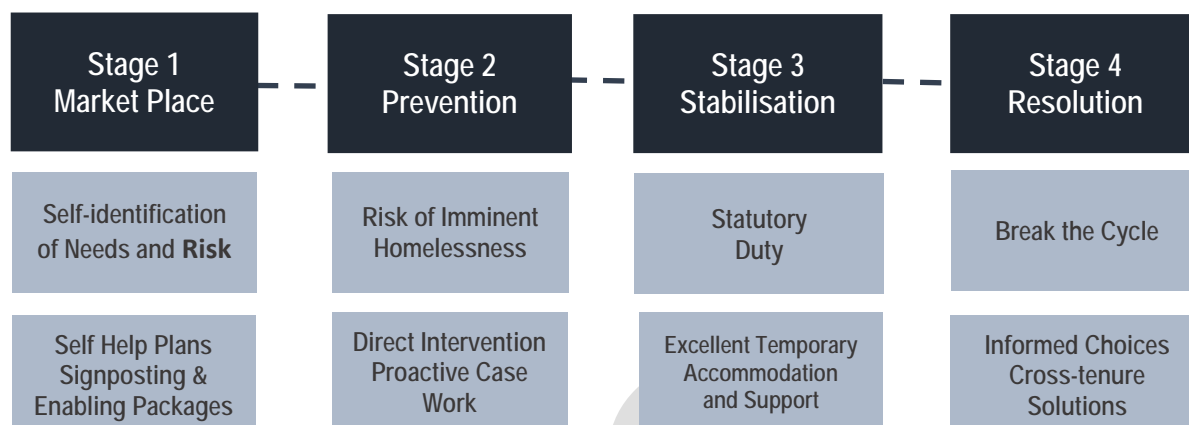 Stage 1
Market Place
Stage 2
Prevention
Stage 3
Stabilisation
Stage 4
Resolution
Self-identification
of Needs and Risk
Risk of Imminent
Homelessness
Statutory
Duty
Break the Cycle
Self Help Plans
Signposting &
Enabling Packages
Direct Intervention
Proactive Case
Work
Excellent Temporary
Accommodation
and Support
Informed Choices
Cross-tenure
Solutions